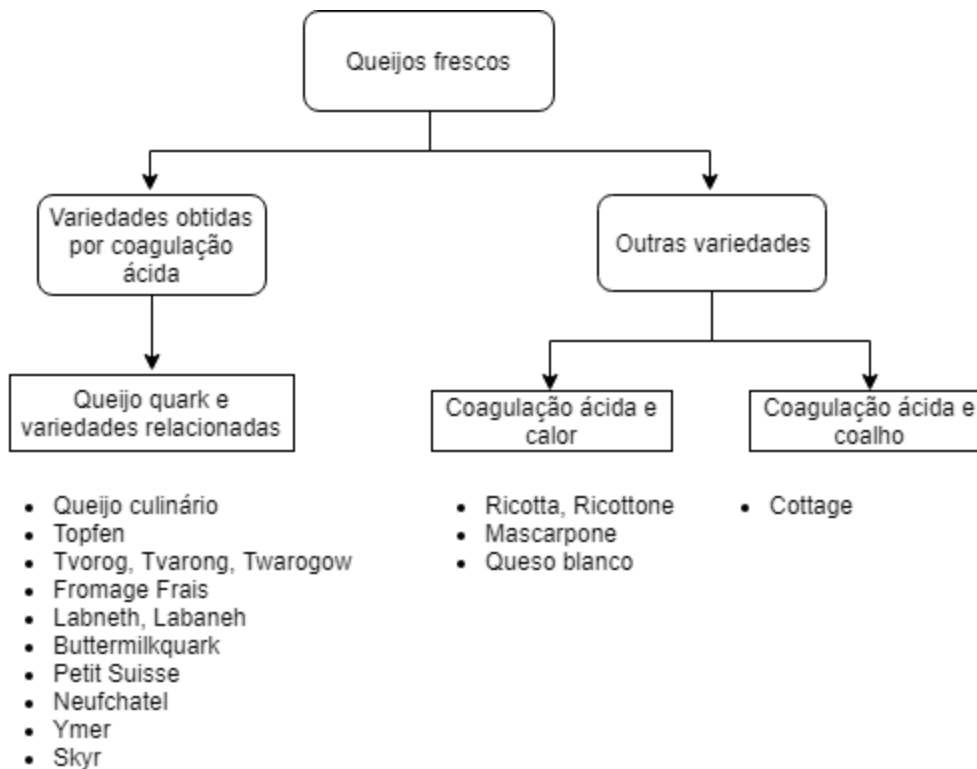 Queijos frescos
Variedades obtidas
por coagulação
ácida
Outras variedades
Queijo quark e
variedades relacionadas
Coagulação ácida e
calor
Coagulação ácida e
coalho
• Queijo culinário
• Topfen
• Tvorog, Tvarong, Twarogow
• Fromage Frais
• Labneth, Labaneh
• Buttermilkquark
• Petit Suisse
• Neufchatel
• Ymer
• Skyr
• Ricotta, Ricottone
• Mascarpone
• Queso blanco
• Cottage